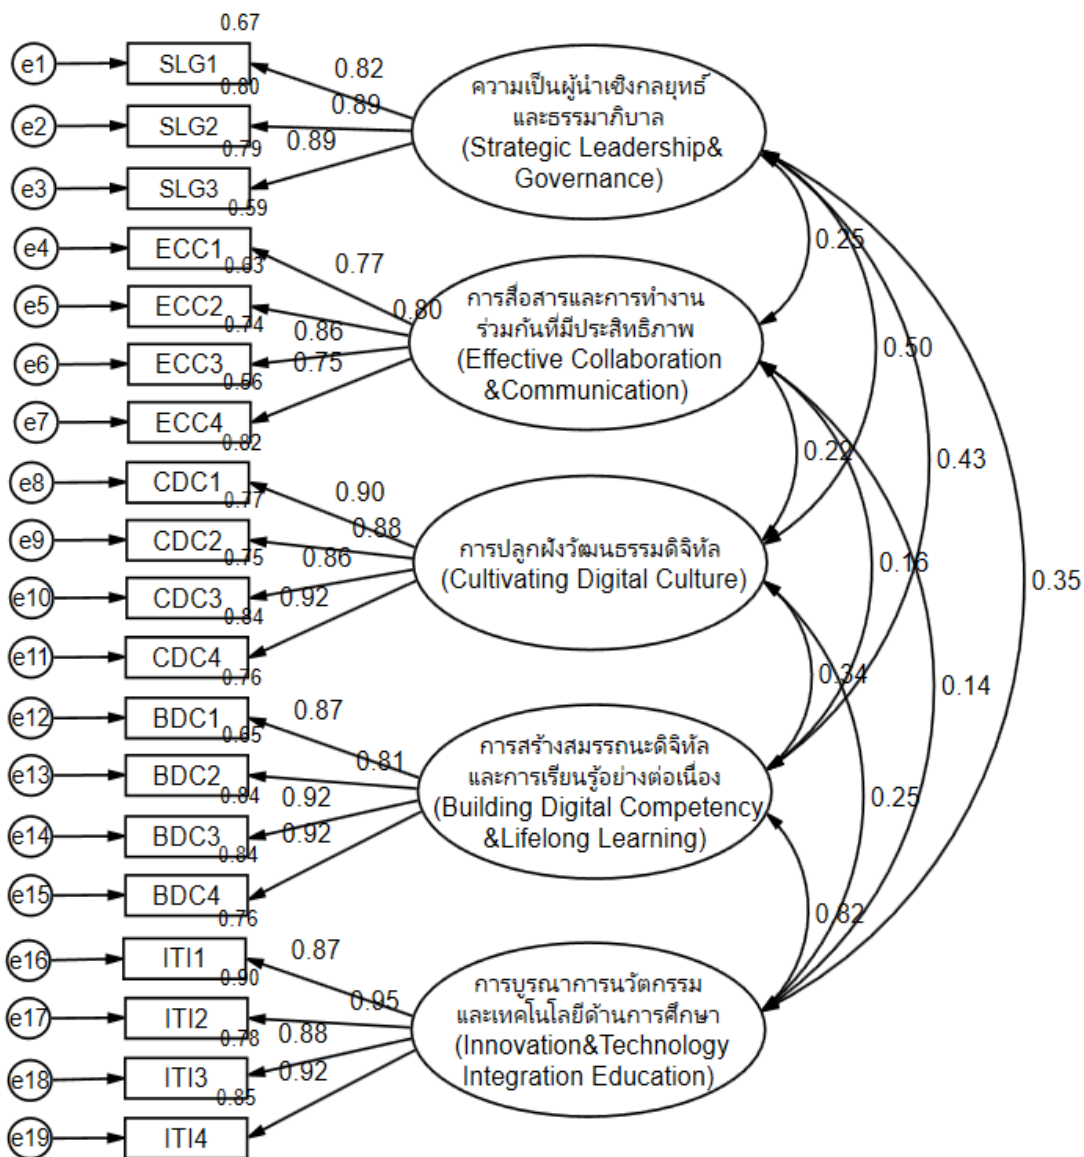 0.67
e1
SLG1
0.82
0.80
e2
SLG2
0.89
0.79
0.89
e3
SLG3
0.59
ความเป็นผู้นำเชิงกลยุทธ์
และธรรมาภิบาล
(Strategic Leadership&
Governance)
0.25
e4
ECC1
0.77
0.63
e5
ECC2
0.80
0.74
0.86
e6
ECC3
0.75
0.56
e7
ECC4
0.82
การสื่อสารและการทำงาน
ร่วมกันที่มีประสิทธิภาพ
(Effective Collaboration
&Communication)
0.50
0.43
0.22
e8
CDC1
0.90
0.77
e9
CDC2
0.88
0.75
0.86
e10
CDC3
0.92
0.84
e11
CDC4
0.76
การปลูกฝังวัฒนธรรมดิจิทัล
(Cultivating Digital Culture)
0.16
0.35
0.34
0.14
e12
BDC1
0.87
0.65
e13
BDC2
0.81
0.84
0.92
e14
BDC3
0.92
0.84
e15
BDC4
0.76
การสร้างสมรรถนะดิจิทัล
และการเรียนรู้อย่างต่อเนื่อง
(Building Digital Competency
&Lifelong Learning)
0.25
0.82
e16
ITI1
0.87
0.90
e17
ITI2
0.95
0.78
0.88
e18
ITI3
0.92
0.85
e19
ITI4
การบูรณาการนวัตกรรม
และเทคโนโลยีด้านการศึกษา
(Innovation&Technology
Integration Education)